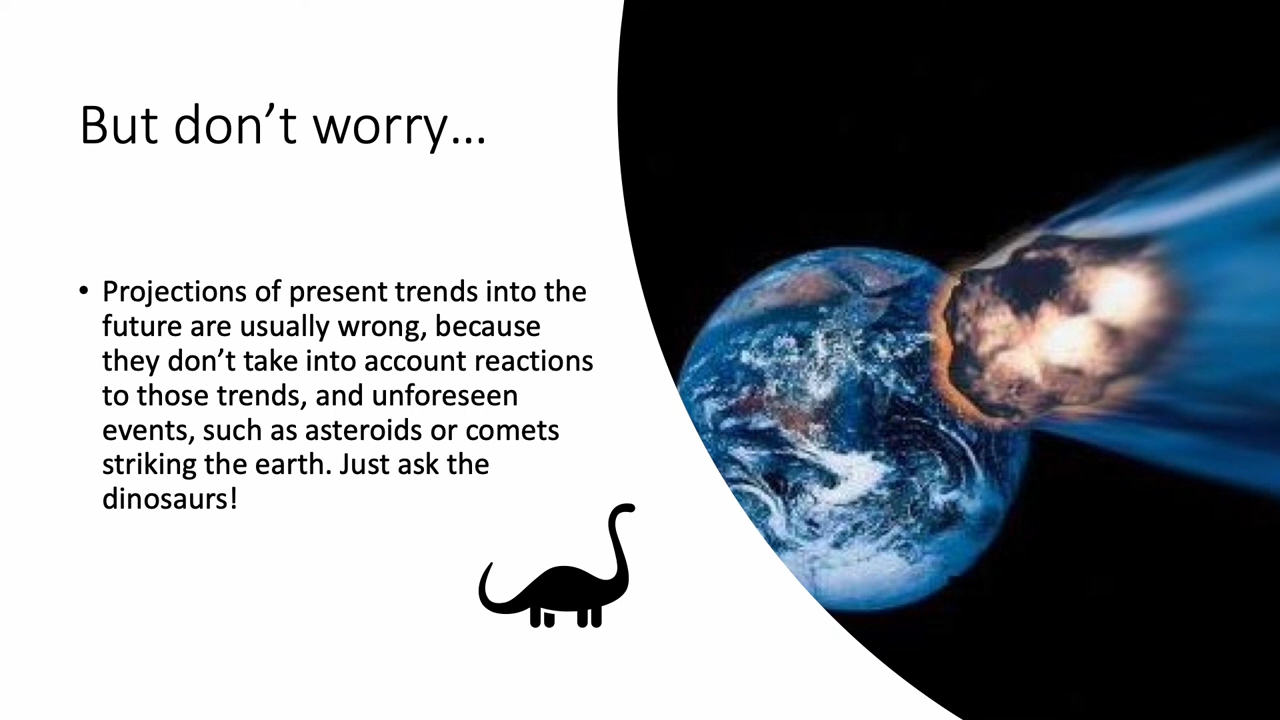 But don’t worry…
• Projections of present trends into the
future are usually wrong, because
they don’t take into account reactions
to those trends, and unforeseen
events, such as asteroids or comets
striking the earth. Just ask the
dinosaurs!